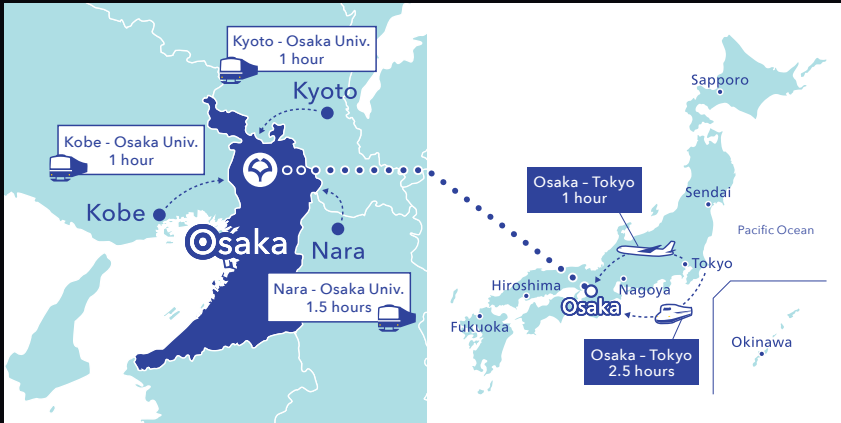 Kyoto - Osaka Univ.
1 hour
Kyoto
Kobe - Osaka Univ.
1 hour
Kobe
Osaka
Nara
Nara - Osaka Univ.
1.5 hours
Sapporo
Osaka – Tokyo
1 hour
Sendai
Pacific Ocean
Tokyo
Hiroshima
Nagoya
Osaka
Fukuoka
Okinawa
Osaka – Tokyo
2.5 hours